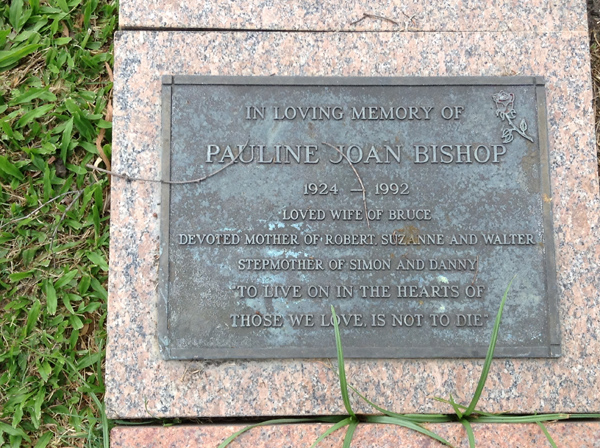 IN LOVING MEMORY OF
PAULINE JOAN BISHOP
1924 — 1992
LOVED WIFE OF BRUCE
DEVOTED MOTHER OF ROBERT, SUZANNE AND WALTER
STEPMOTHER OF SIMON AND DANNY
"TO LIVE ON IN THE HEARTS OF
THOSE WE LOVE, IS NOT TO DIE"